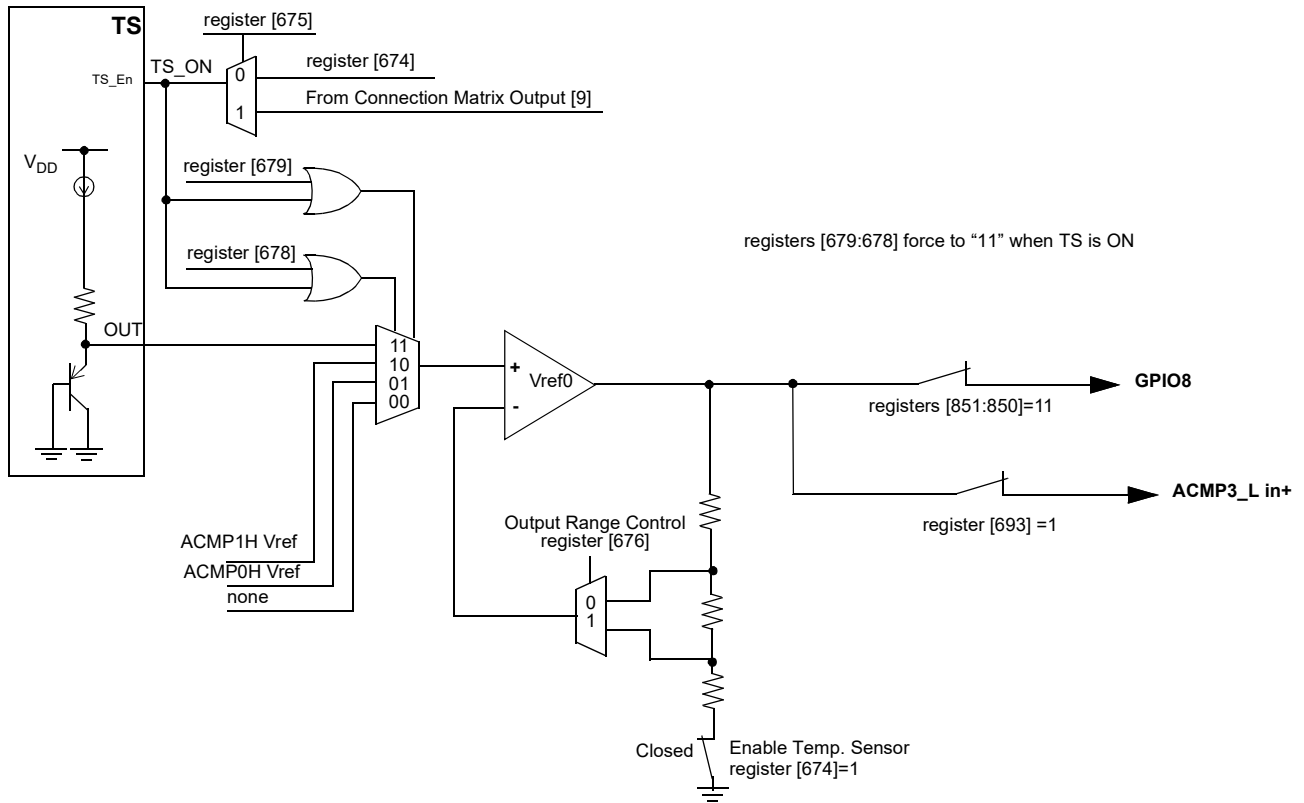 TS
register [675]
TS_En
TS_ON
0
register [674]
1
From Connection Matrix Output [9]
VDD
register [679]
register [678]
registers [679:678] force to “11” when TS is ON
OUT
11
10
01
00
+
Vref0
-
GPIO8
registers [851:850]=11
ACMP3_L in+
register [693] =1
Output Range Control
register [676]
ACMP1H Vref
ACMP0H Vref
none
0
1
Closed
Enable Temp. Sensor
register [674]=1